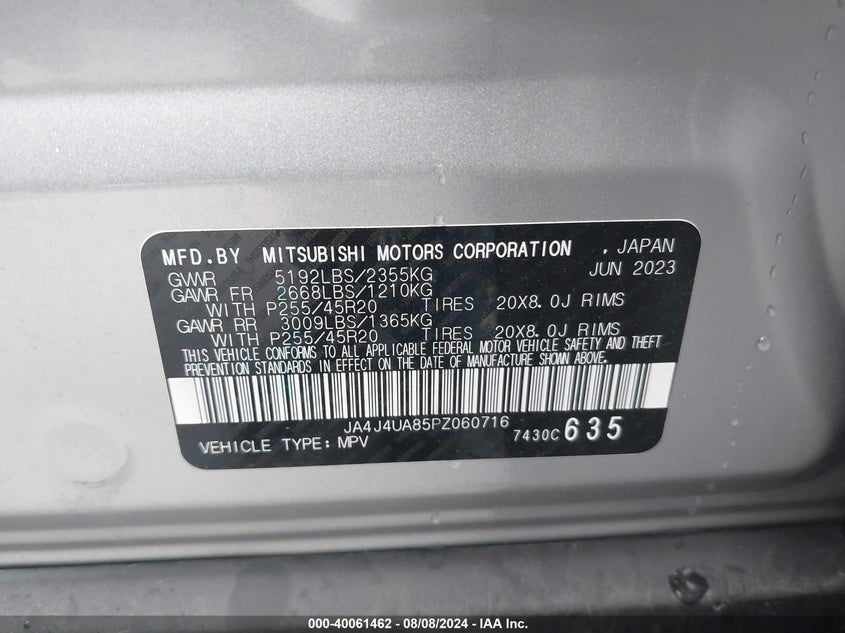 MFD.BY MITSUBISHI MOTORS CORPORATION , JAPAN
GVWR 5192LBS/2355KG JUN 2023
GAWR FR 2668LBS/1210KG
WITH P255/45R20 TIRES 20X8.0J RIMS
GAWR RR 3009LBS/1365KG
WITH P255/45R20 TIRES 20X8.0J RIMS
THIS VEHICLE CONFORMS TO ALL APPLICABLE FEDERAL MOTOR VEHICLE SAFETY AND THEFT
PREVENTION STANDARDS IN EFFECT ON THE DATE OF MANUFACTURE SHOWN ABOVE.
JA4J4UA85PZ060716
VEHICLE TYPE: MPV 7430C 635
000-40061462 - 08/08/2024 - IAA Inc.